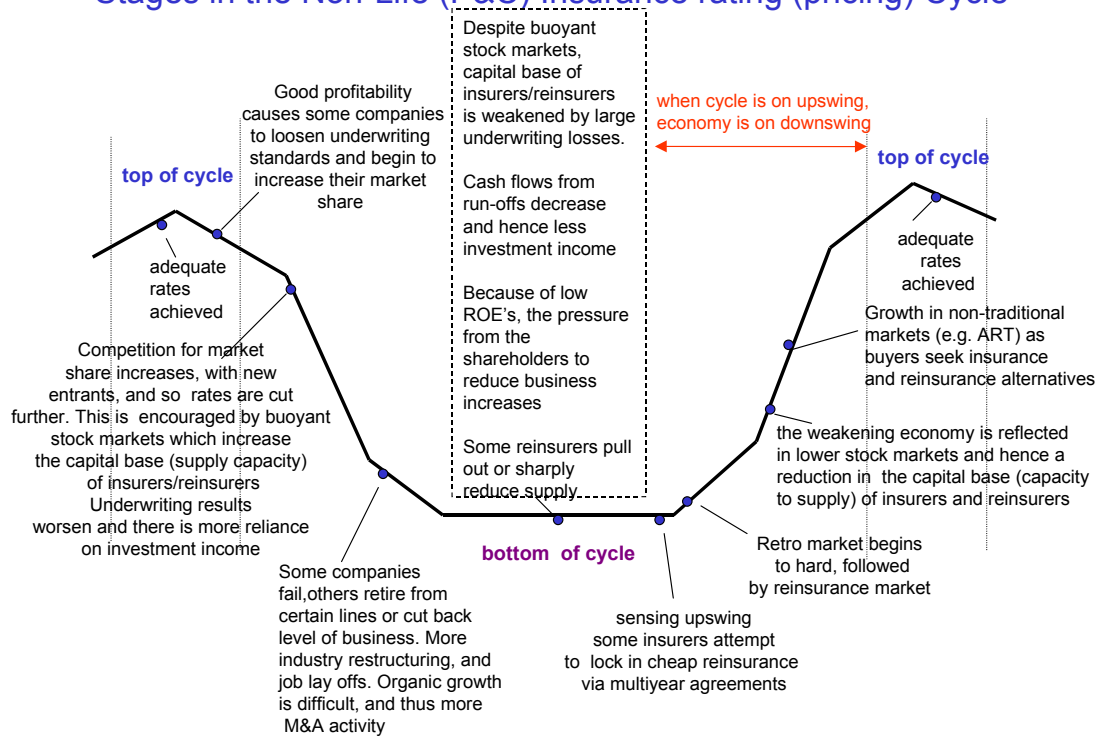 Stages in the Non-Life (P&C) insurance rating (pricing) Cycle
Despite buoyant
stock markets,
capital base of
insurers/reinsurers
is weakened by large
underwriting losses.
Cash flows from
run-offs decrease
and hence less
investment income
Because of low
ROE's, the pressure
from the
shareholders to
reduce business
increases
Some reinsurers pull
out or sharply
reduce supply
Good profitability
causes some companies
to loosen underwriting
standards and begin to
increase their market
share
when cycle is on upswing,
economy is on downswing
top of cycle
top of cycle
adequate
rates
achieved
adequate
rates
achieved
Competition for market
share increases, with new
entrants, and so rates are cut
further. This is encouraged by buoyant
stock markets which increase
the capital base (supply capacity)
of insurers/reinsurers
Underwriting results
worsen and there is more reliance
on investment income
Growth in non-traditional
markets (e.g. ART) as
buyers seek insurance
and reinsurance alternatives
the weakening economy is reflected
in lower stock markets and hence a
reduction in the capital base (capacity
to supply) of insurers and reinsurers
bottom of cycle
Retro market begins
to hard, followed
by reinsurance market
Some companies
fail,others retire from
certain lines or cut back
level of business. More
industry restructuring, and
job lay offs. Organic growth
is difficult, and thus more
M&A activity
sensing upswing
some insurers attempt
to lock in cheap reinsurance
via multiyear agreements